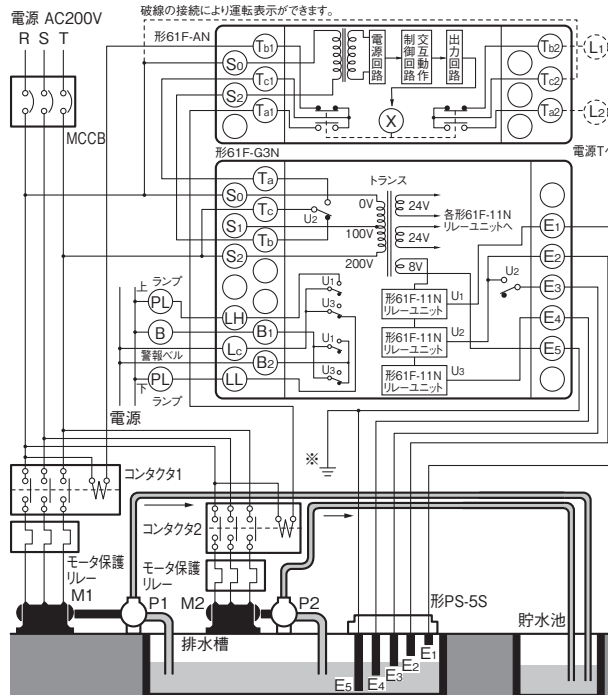 破線の接続により運転表示ができます。
電源 AC200V
R S T
MCCB
形61F-AN
S0
S2
Tb1
Tc1
Ta1
電源回路
制御回路
交互動作
出力回路
X
Tb2
Tc2
Ta2
L1
L2
形61F-G3N
電源T
Ta
S0
Tc
S1
Tb
S2
U2
トランス
0V
100V
200V
24V
24V
8V
各形61F-11N
リレーユニットへ
E1
E2
U2
E3
E4
E5
形61F-11N
リレーユニット
U1
形61F-11N
リレーユニット
U2
形61F-11N
リレーユニット
U3
上 ランプ
PL
B
警報ベル
PL
下
ランプ
電源
LH
B1
Lc
B2
LL
U1
U3
U1
U3
※
コンタクタ1
コンタクタ2
モータ保護
リレー
モータ保護
リレー
M1
P1
M2
P2
形PS-5S
貯水池
排水槽
E5
E4
E3
E2
E1